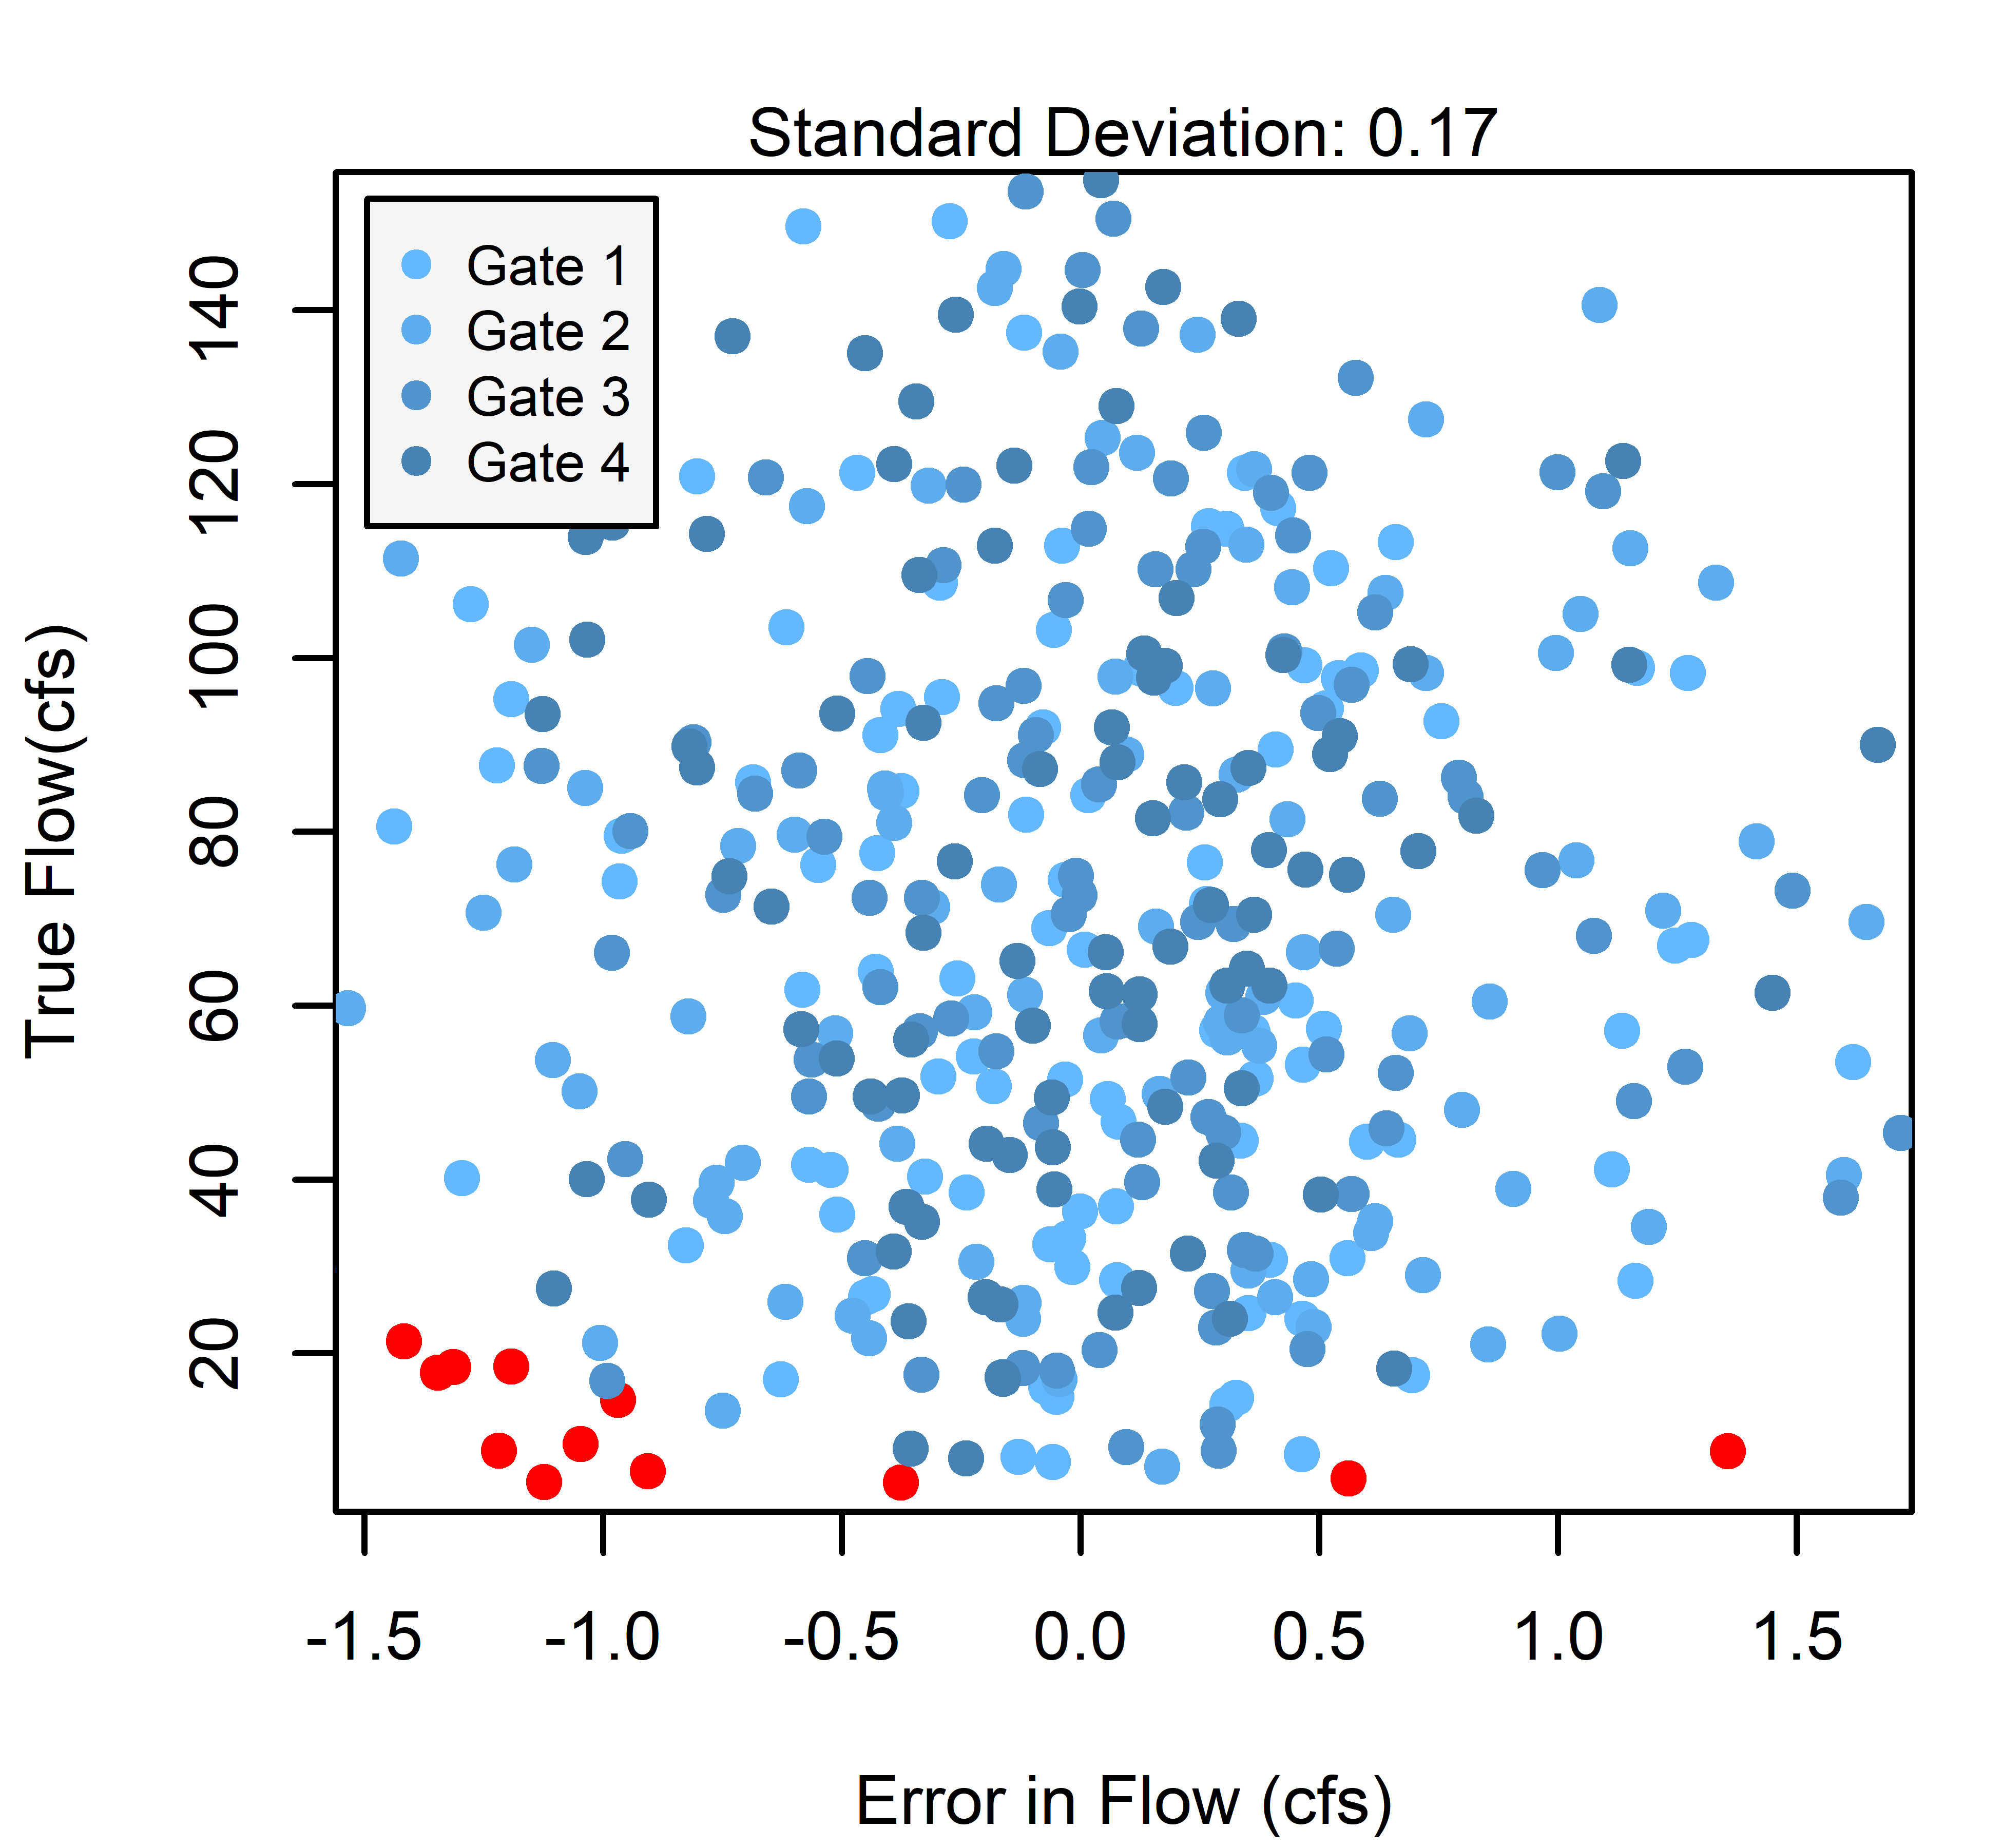 Standard Deviation: 0.17
Gate 1
Gate 2
Gate 3
Gate 4
True Flow(cfs)
140
120
100
80
60
40
20
-1.5 -1.0 -0.5 0.0 0.5 1.0 1.5
Error in Flow (cfs)